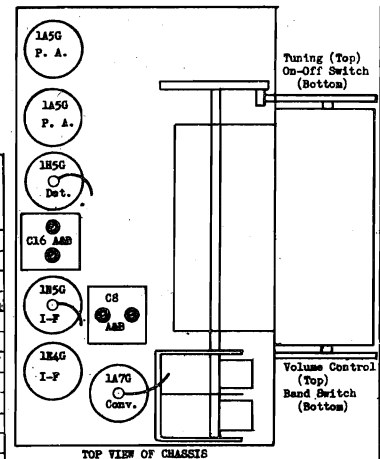 1A5G
P. A.
Tuning (Top)
On-Off Switch
(Bottom)
1A5G
P. A.
1H5G
Det.
C16 A&B
1N5G
I-F
C8
A&B
1E4G
I-F
1A7G
Conv.
Volume Control
(Top)
Band Switch
(Bottom)
TOP VIEW OF CHASSIS